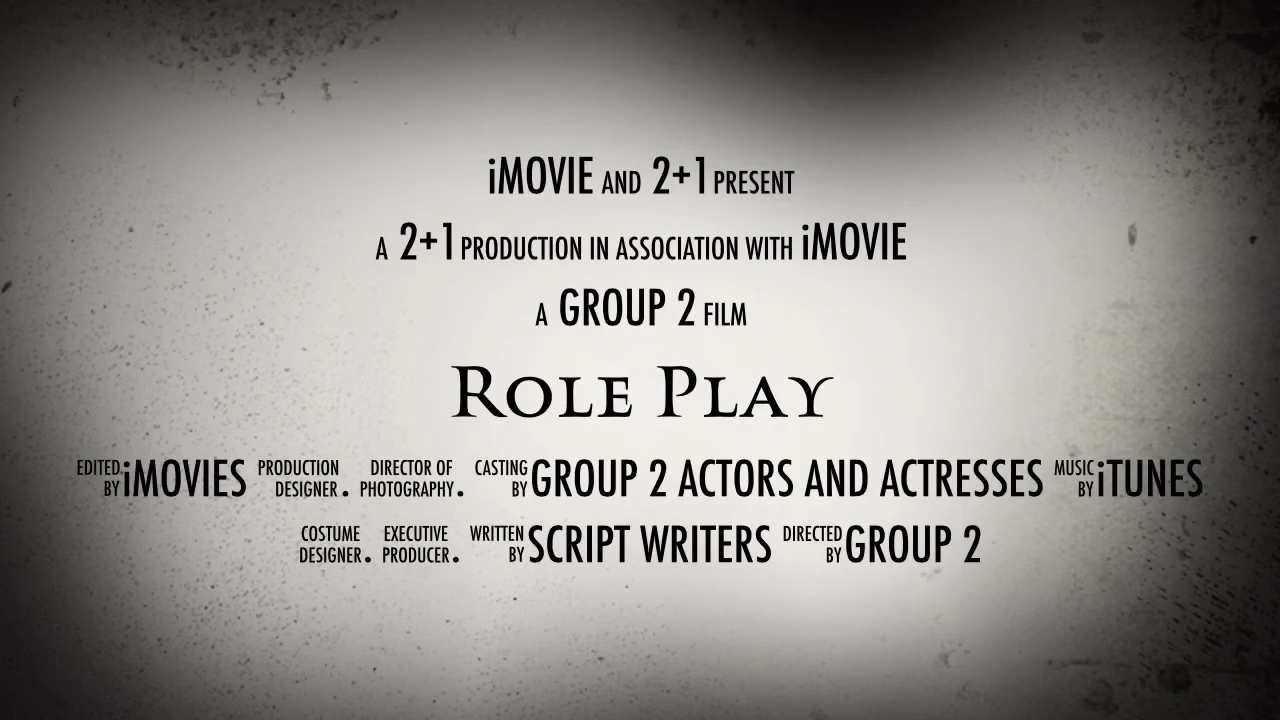 iMOVIE AND 2+1 PRESENT
A 2+1 PRODUCTION IN ASSOCIATION WITH iMOVIE
A GROUP 2 FILM
ROLE PLAY
EDITED BY iMOVIES PRODUCTION DESIGNER . DIRECTOR OF PHOTOGRAPHY . CASTING BY GROUP 2 ACTORS AND ACTRESSES MUSIC BY iTUNES
COSTUME DESIGNER . EXECUTIVE PRODUCER . WRITTEN BY SCRIPT WRITERS DIRECTED BY GROUP 2